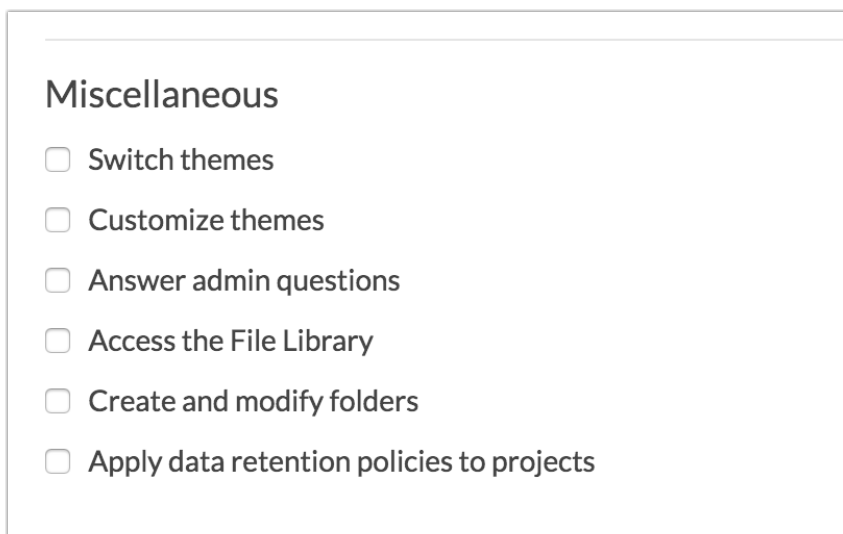 Miscellaneous
Switch themes
Customize themes
Answer admin questions
Access the File Library
Create and modify folders
Apply data retention policies to projects